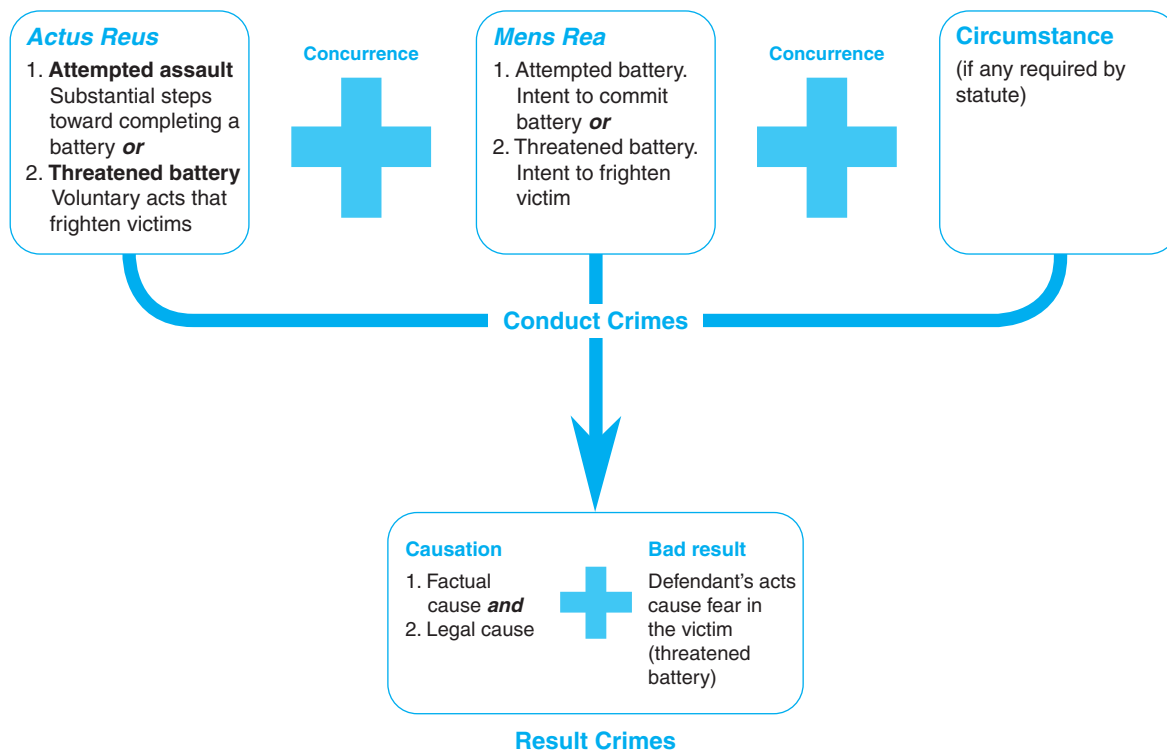 Actus Reus
1. Attempted assault
Substantial steps
toward completing a
battery or
2. Threatened battery
Voluntary acts that
frighten victims
Concurrence
Mens Rea
1. Attempted battery.
Intent to commit
battery or
2. Threatened battery.
Intent to frighten
victim
Concurrence
Circumstance
(if any required by
statute)
Conduct Crimes
Causation
1. Factual
cause and
2. Legal cause
Bad result
Defendant's acts
cause fear in
the victim
(threatened
battery)
Result Crimes